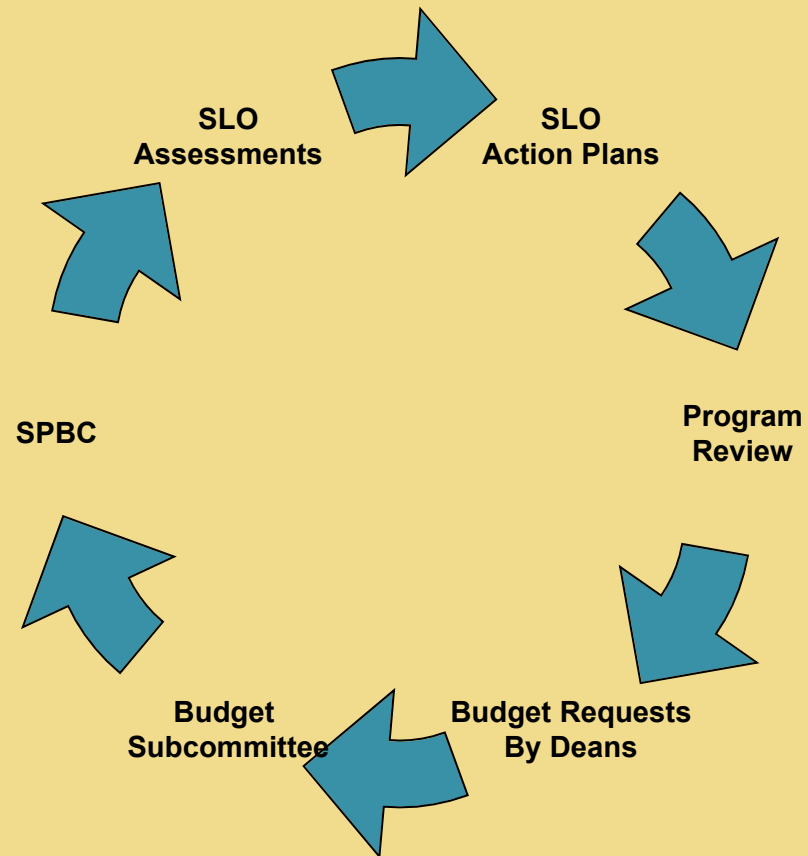 SLO
Assessments
SLO
Action Plans
Program
Review
Budget Requests
By Deans
Budget
Subcommittee
SPBC